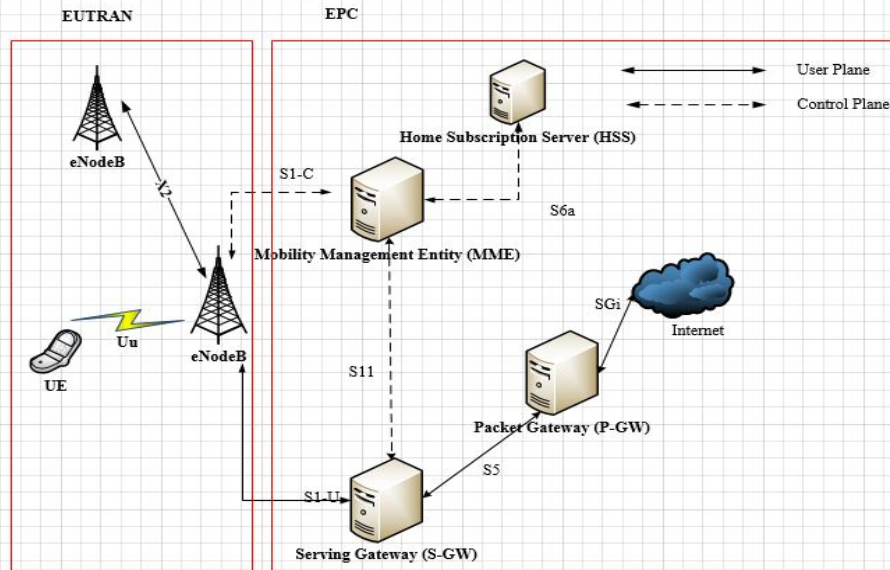 EUTRAN
EPC
User Plane
Control Plane
Home Subscription Server (HSS)
eNodeB
X2
S1-C
S6a
Mobility Management Entity (MME)
SGi
Internet
Uu
eNodeB
UE
S11
Packet Gateway (P-GW)
S5
S1-U
Serving Gateway (S-GW)